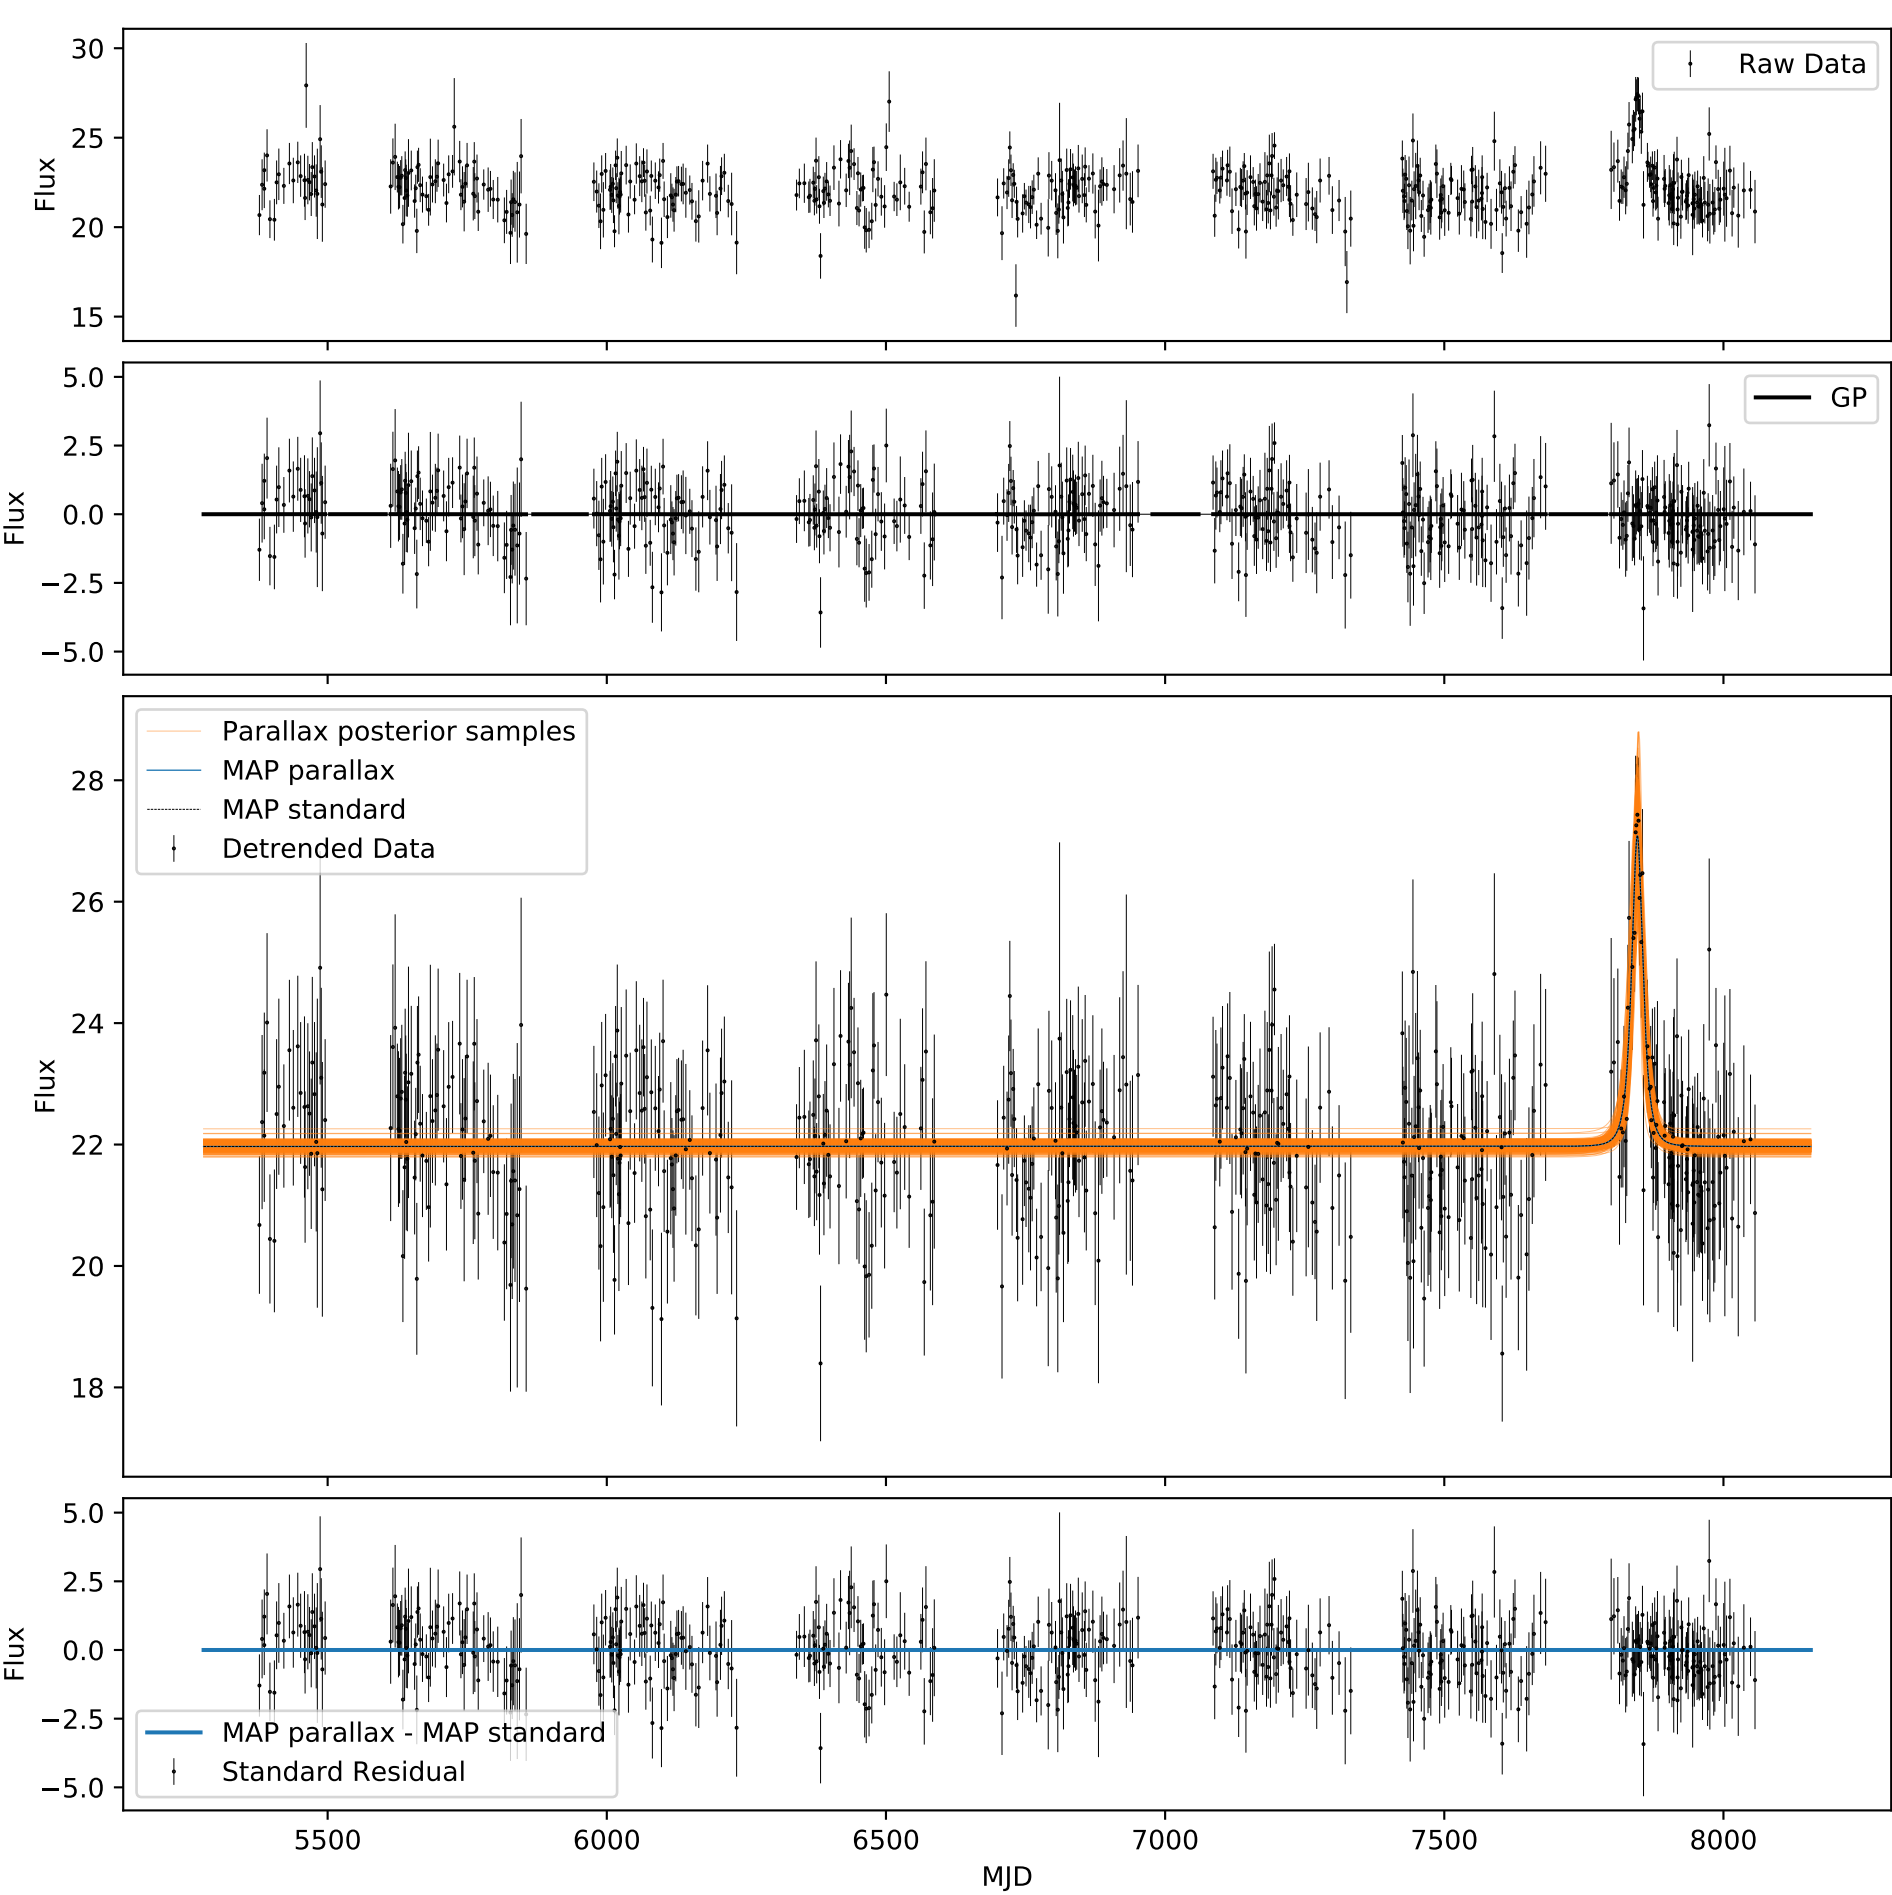 30
25
20
15
Flux
Raw Data
5.0
2.5
0.0
−2.5
−5.0
Flux
GP
28
26
24
22
20
18
Flux
Parallax posterior samples
MAP parallax
MAP standard
Detrended Data
5.0
2.5
0.0
−2.5
−5.0
Flux
MAP parallax - MAP standard
Standard Residual
5500 6000 6500 7000 7500 8000
MJD